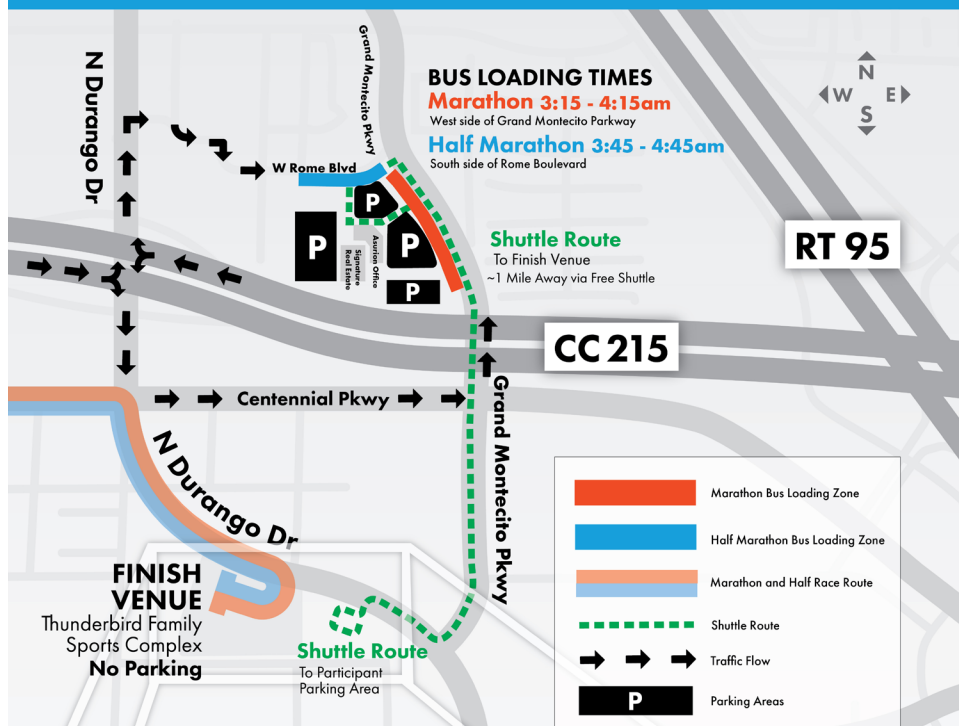 N Durango Dr
Grand Montecito Pkwy
BUS LOADING TIMES
Marathon 3:15 - 4:15am
West side of Grand Montecito Parkway
Half Marathon 3:45 - 4:45am
South side of Rome Boulevard
N
W E
S
W Rome Blvd
P
P
P
P
Signature
Real Estate
Asurion Office
Shuttle Route
To Finish Venue
~1 Mile Away via Free Shuttle
RT 95
CC 215
Centennial Pkwy
Grand Montecito Pkwy
N Durango Dr
FINISH
VENUE
Thunderbird Family
Sports Complex
No Parking
Shuttle Route
To Participant
Parking Area
Marathon Bus Loading Zone
Half Marathon Bus Loading Zone
Marathon and Half Race Route
Shuttle Route
Traffic Flow
P
Parking Areas